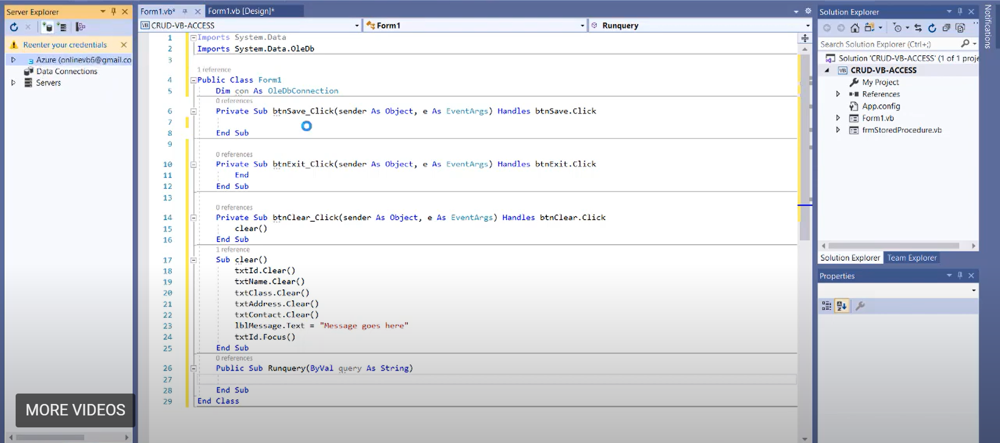 Server Explorer
Reenter your credentials
Azure (onlinevb6@gmail.co
Data Connections
Servers
Form1.vb*
Form1.vb [Design]*
CRUD-VB-ACCESS
Form1
Runquery
1 Imports System.Data
2 Imports System.Data.OleDb
3
1 reference
4 Public Class Form1
5 Dim con As OleDbConnection
0 references
6 Private Sub btnSave_Click(sender As Object, e As EventArgs) Handles btnSave.Click
7
8 End Sub
9
0 references
10 Private Sub btnExit_Click(sender As Object, e As EventArgs) Handles btnExit.Click
11 End
12 End Sub
13
0 references
14 Private Sub btnClear_Click(sender As Object, e As EventArgs) Handles btnClear.Click
15 clear()
16 End Sub
1 reference
17 Sub clear()
18 txtId.Clear()
19 txtName.Clear()
20 txtClass.Clear()
21 txtAddress.Clear()
22 txtContact.Clear()
23 lblMessage.Text = "Message goes here"
24 txtId.Focus()
25 End Sub
0 references
26 Public Sub Runquery(ByVal query As String)
27
28 End Sub
29 End Class
MORE VIDEOS
Solution Explorer
Search Solution Explorer (Ctrl+;)
Solution 'CRUD-VB-ACCESS' (1 of 1 proje
VB CRUD-VB-ACCESS
My Project
References
App.config
Form1.vb
frmStoredProcedure.vb
Solution Explorer
Team Explorer
Properties
Notifications